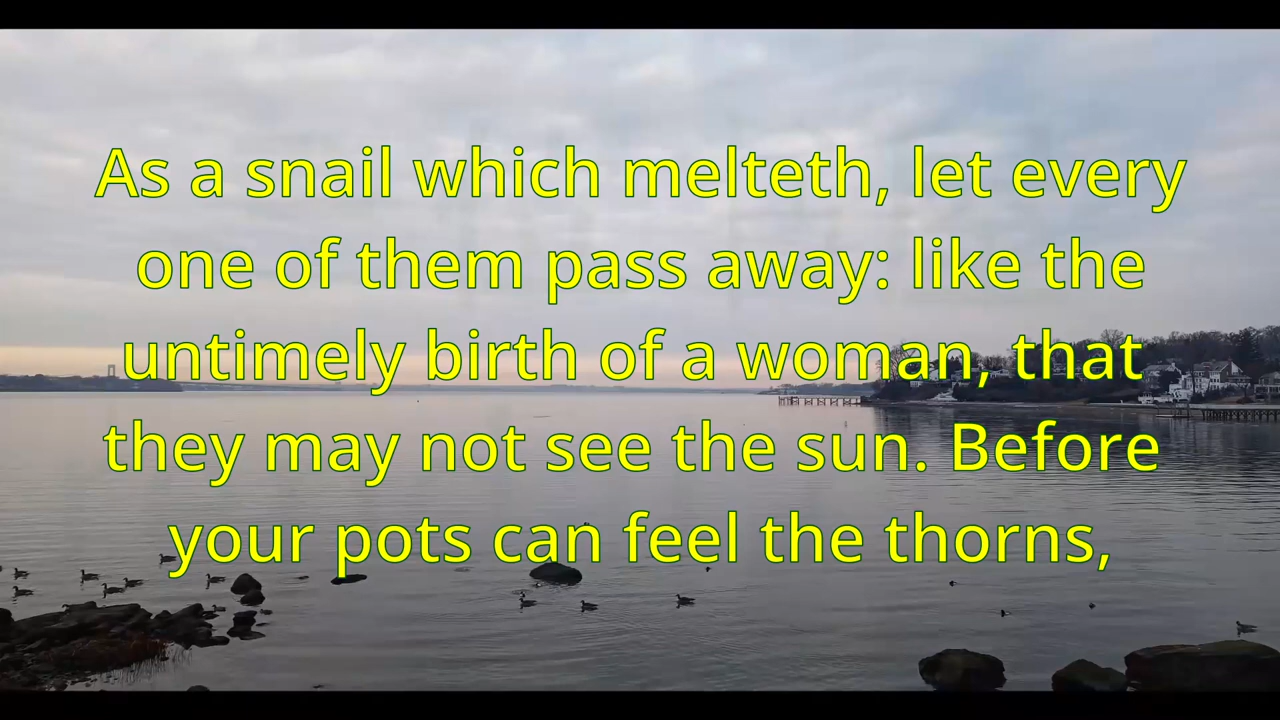 As a snail which melteth, let every
one of them pass away: like the
untimely birth of a woman, that
they may not see the sun. Before
your pots can feel the thorns,